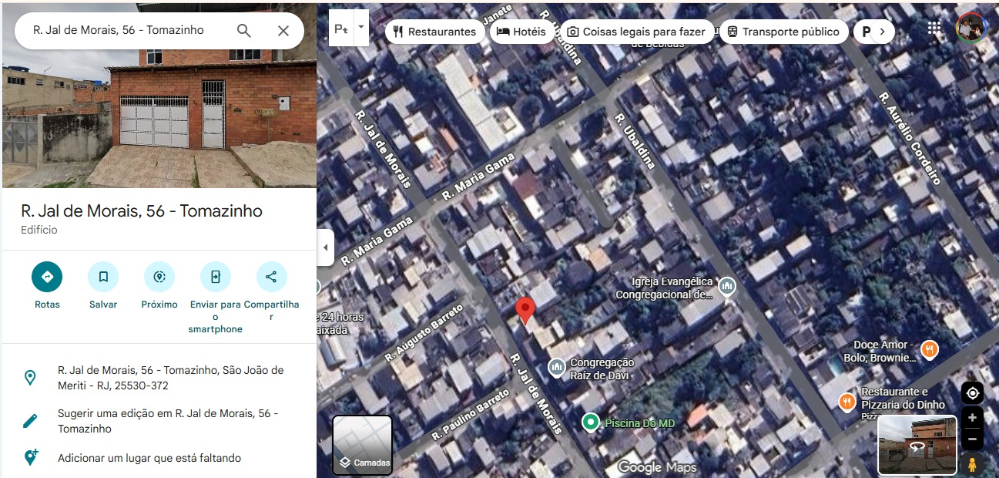 R. Jal de Morais, 56 - Tomazinho
R. Jal de Morais, 56 - Tomazinho
Edifício
Rotas
Salvar
Próximo
Enviar para
o
smartphone
Compartilha
r
R. Jal de Morais, 56 - Tomazinho, São João de
Meriti - RJ, 25530-372
Sugerir uma edição em R. Jal de Morais, 56 -
Tomazinho
Adicionar um lugar que está faltando
Pt
Restaurantes
Hotéis
Coisas legais para fazer
Transporte público
P
Janete
R. Ubaldina
de Bebidas
R. Jal de Morais
R. Maria Gama
R. Ubaldina
R. Aurélio Cordeiro
R. Maria Gama
Igreja Evangélica
Congregacional de...
e 24 horas
aixada
R. Augusto Barreto
Doce Amor -
Bolo, Brownie...
Congregação
Raíz de Davi
R. Jal de Morais
R. Paulino Barreto
Restaurante e
Pizzaria do Dinho
Pizza
Piscina Do MD
Camadas
Google Maps